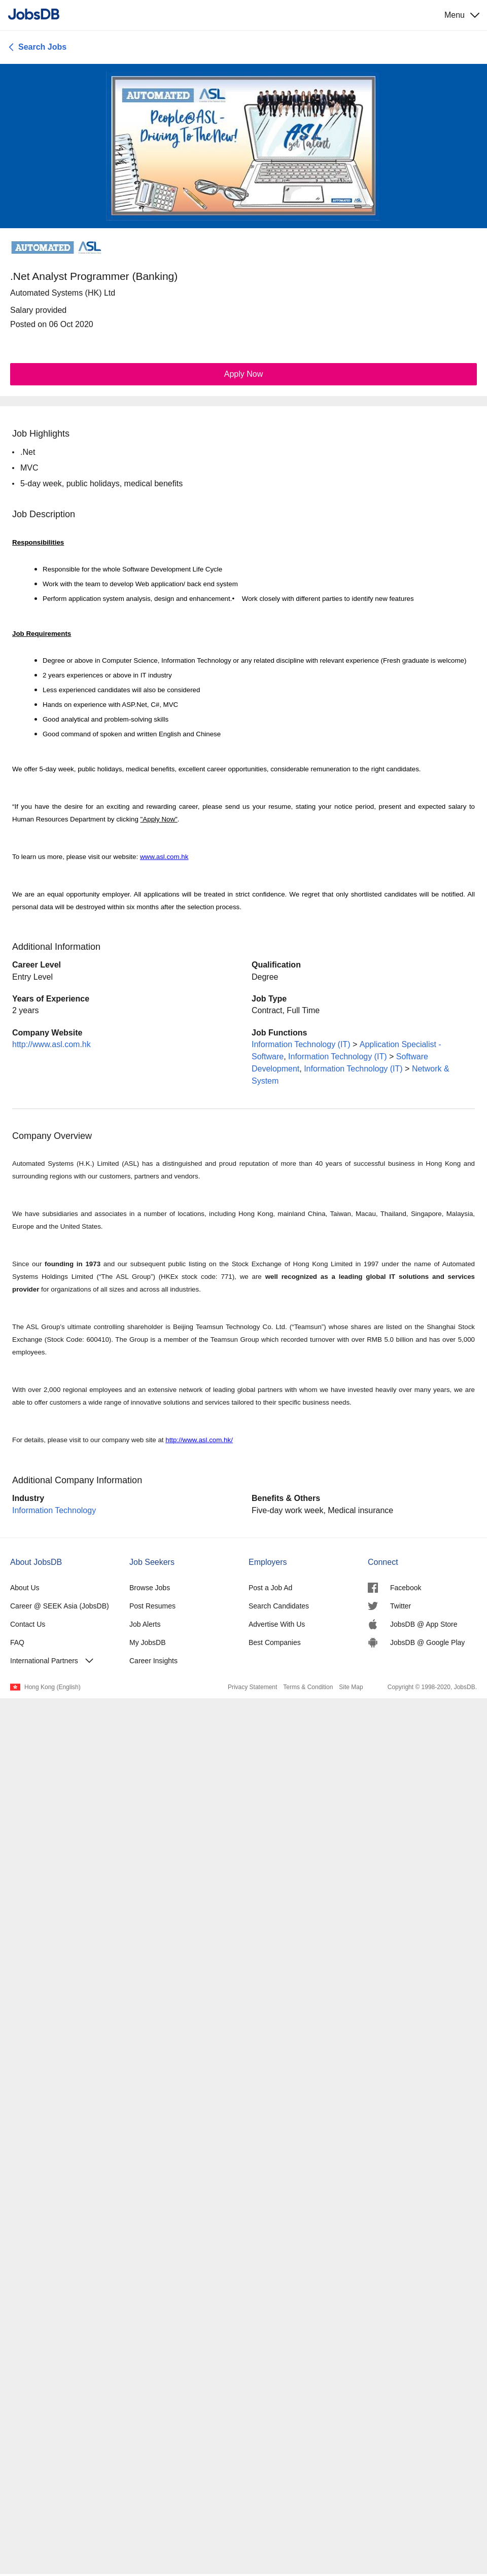 JobsDB
Menu
Search Jobs
AUTOMATED ASL
People@ASL -
Driving To The New!
ASL
got Talent
AUTOMATED ASL
.Net Analyst Programmer (Banking)
Automated Systems (HK) Ltd
Salary provided
Posted on 06 Oct 2020
Apply Now
Job Highlights
• .Net
• MVC
• 5-day week, public holidays, medical benefits
Job Description
Responsibilities
• Responsible for the whole Software Development Life Cycle
• Work with the team to develop Web application/ back end system
• Perform application system analysis, design and enhancement.• Work closely with different parties to identify new features
Job Requirements
• Degree or above in Computer Science, Information Technology or any related discipline with relevant experience (Fresh graduate is welcome)
• 2 years experiences or above in IT industry
• Less experienced candidates will also be considered
• Hands on experience with ASP.Net, C#, MVC
• Good analytical and problem-solving skills
• Good command of spoken and written English and Chinese
We offer 5-day week, public holidays, medical benefits, excellent career opportunities, considerable remuneration to the right candidates.
"If you have the desire for an exciting and rewarding career, please send us your resume, stating your notice period, present and expected salary to
Human Resources Department by clicking "Apply Now".
To learn us more, please visit our website: www.asl.com.hk
We are an equal opportunity employer. All applications will be treated in strict confidence. We regret that only shortlisted candidates will be notified. All
personal data will be destroyed within six months after the selection process.
Additional Information
Career Level
Entry Level
Qualification
Degree
Years of Experience
2 years
Job Type
Contract, Full Time
Company Website
http://www.asl.com.hk
Job Functions
Information Technology (IT) > Application Specialist -
Software, Information Technology (IT) > Software
Development, Information Technology (IT) > Network &
System
Company Overview
Automated Systems (H.K.) Limited (ASL) has a distinguished and proud reputation of more than 40 years of successful business in Hong Kong and
surrounding regions with our customers, partners and vendors.
We have subsidiaries and associates in a number of locations, including Hong Kong, mainland China, Taiwan, Macau, Thailand, Singapore, Malaysia,
Europe and the United States.
Since our founding in 1973 and our subsequent public listing on the Stock Exchange of Hong Kong Limited in 1997 under the name of Automated
Systems Holdings Limited ("The ASL Group") (HKEx stock code: 771), we are well recognized as a leading global IT solutions and services
provider for organizations of all sizes and across all industries.
The ASL Group's ultimate controlling shareholder is Beijing Teamsun Technology Co. Ltd. ("Teamsun") whose shares are listed on the Shanghai Stock
Exchange (Stock Code: 600410). The Group is a member of the Teamsun Group which recorded turnover with over RMB 5.0 billion and has over 5,000
employees.
With over 2,000 regional employees and an extensive network of leading global partners with whom we have invested heavily over many years, we are
able to offer customers a wide range of innovative solutions and services tailored to their specific business needs.
For details, please visit to our company web site at http://www.asl.com.hk/
Additional Company Information
Industry
Information Technology
Benefits & Others
Five-day work week, Medical insurance
About JobsDB
About Us
Career @ SEEK Asia (JobsDB)
Contact Us
FAQ
International Partners
Job Seekers
Browse Jobs
Post Resumes
Job Alerts
My JobsDB
Career Insights
Employers
Post a Job Ad
Search Candidates
Advertise With Us
Best Companies
Connect
Facebook
Twitter
JobsDB @ App Store
JobsDB @ Google Play
Hong Kong (English)
Privacy Statement Terms & Condition Site Map
Copyright © 1998-2020, JobsDB.